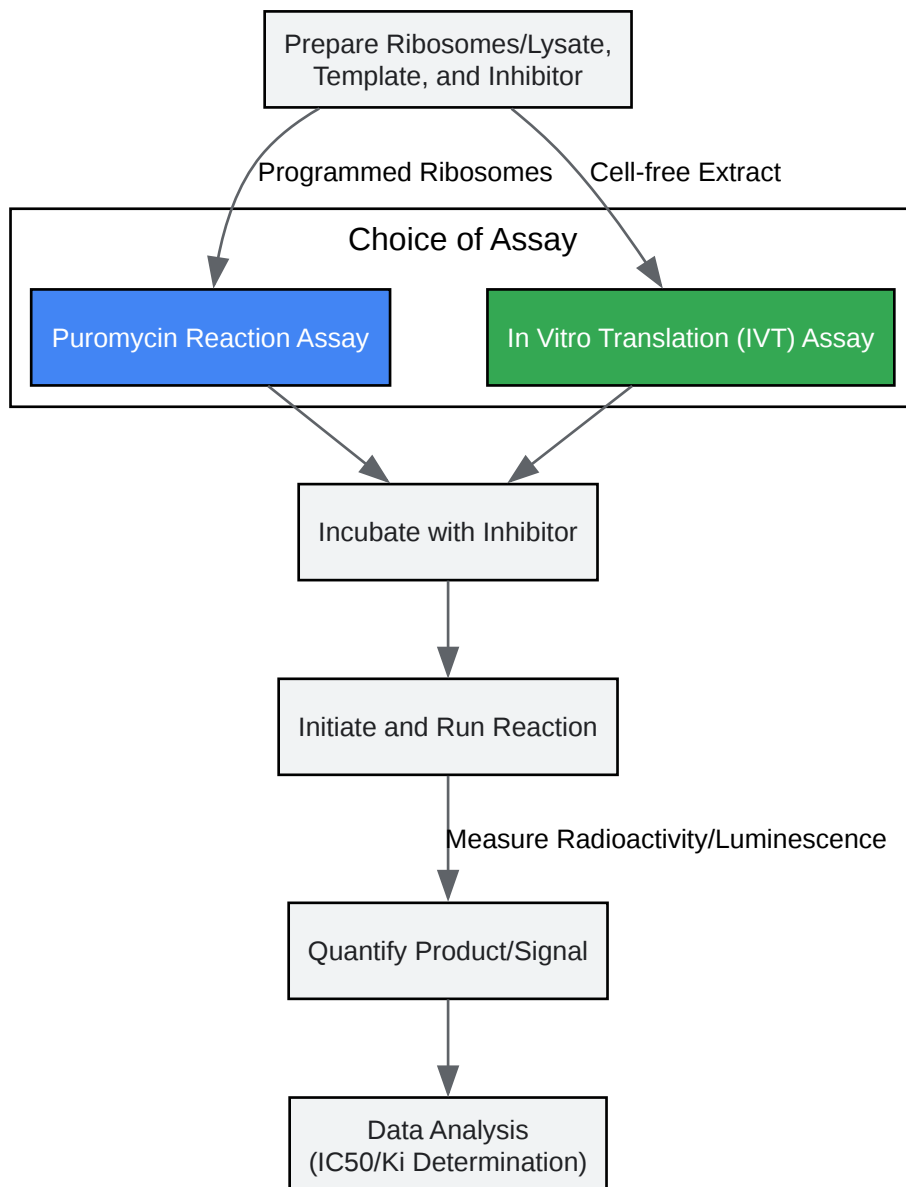 Prepare Ribosomes/Lysate,
Template, and Inhibitor
Programmed Ribosomes
Cell-free Extract
Choice of Assay
Puromycin Reaction Assay
In Vitro Translation (IVT) Assay
Incubate with Inhibitor
Initiate and Run Reaction
Measure Radioactivity/Luminescence
Quantify Product/Signal
Data Analysis
(IC50/Ki Determination)